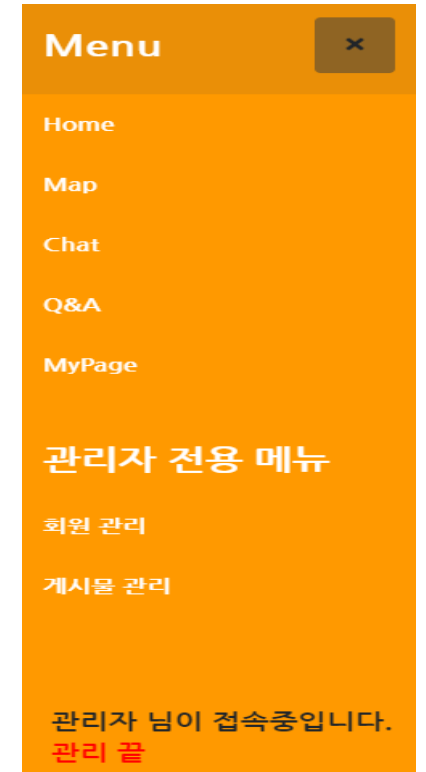 Menu ×
Home
Map
Chat
Q&A
MyPage
관리자 전용 메뉴
회원 관리
게시물 관리
관리자 님이 접속중입니다.
관리 끝